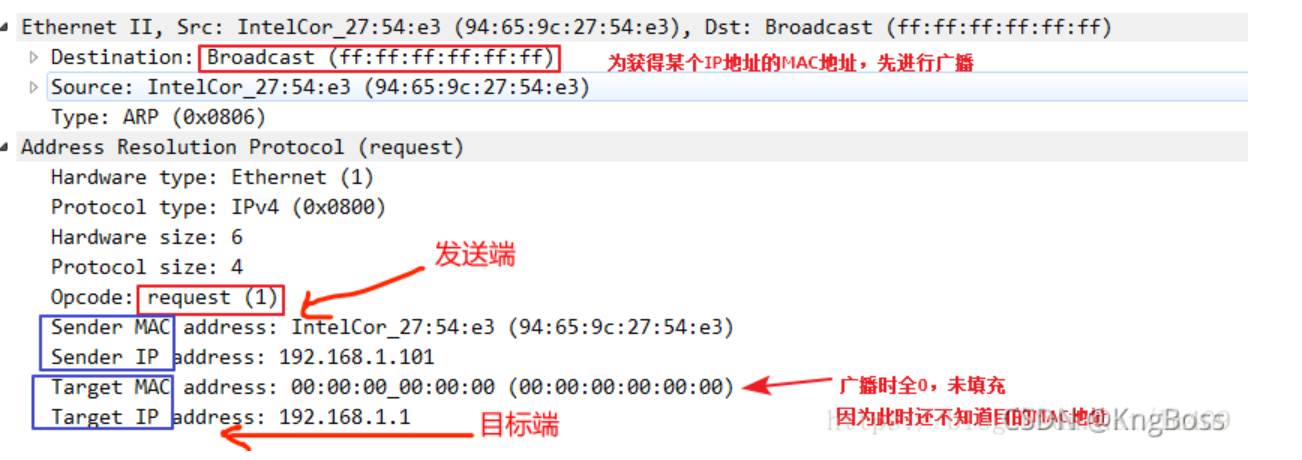 Ethernet II, Src: IntelCor_27:54:e3 (94:65:9c:27:54:e3), Dst: Broadcast (ff:ff:ff:ff:ff:ff)
Destination: Broadcast (ff:ff:ff:ff:ff:ff)
为获得某个IP地址的MAC地址，先进行广播
Source: IntelCor_27:54:e3 (94:65:9c:27:54:e3)
Type: ARP (0x0806)
Address Resolution Protocol (request)
Hardware type: Ethernet (1)
Protocol type: IPv4 (0x0800)
Hardware size: 6
发送端
Protocol size: 4
Opcode: request (1)
Sender MAC address: IntelCor_27:54:e3 (94:65:9c:27:54:e3)
Sender IP address: 192.168.1.101
Target MAC address: 00:00:00_00:00:00 (00:00:00:00:00:00)
广播时全0，未填充
Target IP address: 192.168.1.1
目标端
因为此时还不知道目的MAC地址
CSDN @KngBoss